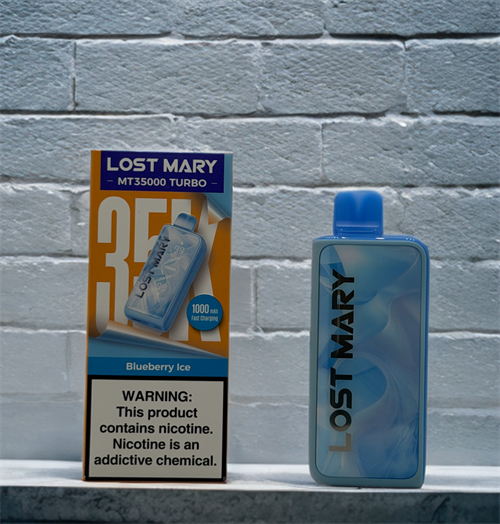 LOST MARY
MT35000 TURBO
35K
LOST MARY
1000 mAh
Fast Charging
Blueberry Ice
WARNING:
This product
contains nicotine.
Nicotine is an
addictive chemical.
LOST MARY